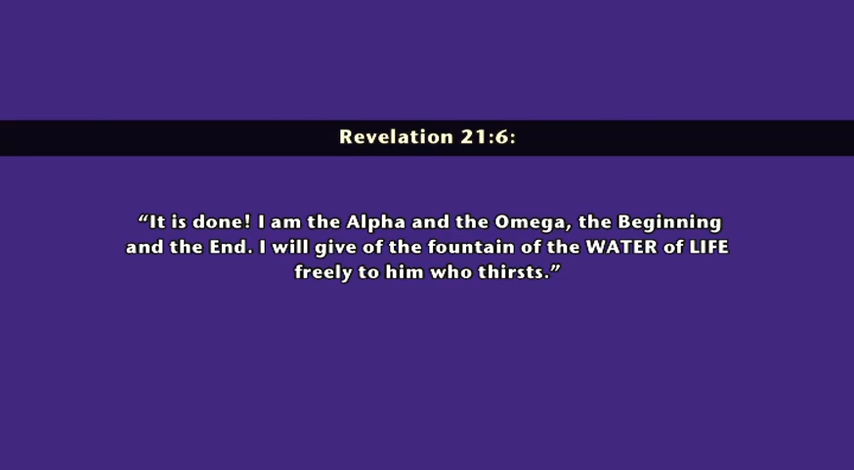 Revelation 21:6:
“It is done! I am the Alpha and the Omega, the Beginning
and the End. I will give of the fountain of the WATER of LIFE
freely to him who thirsts.”